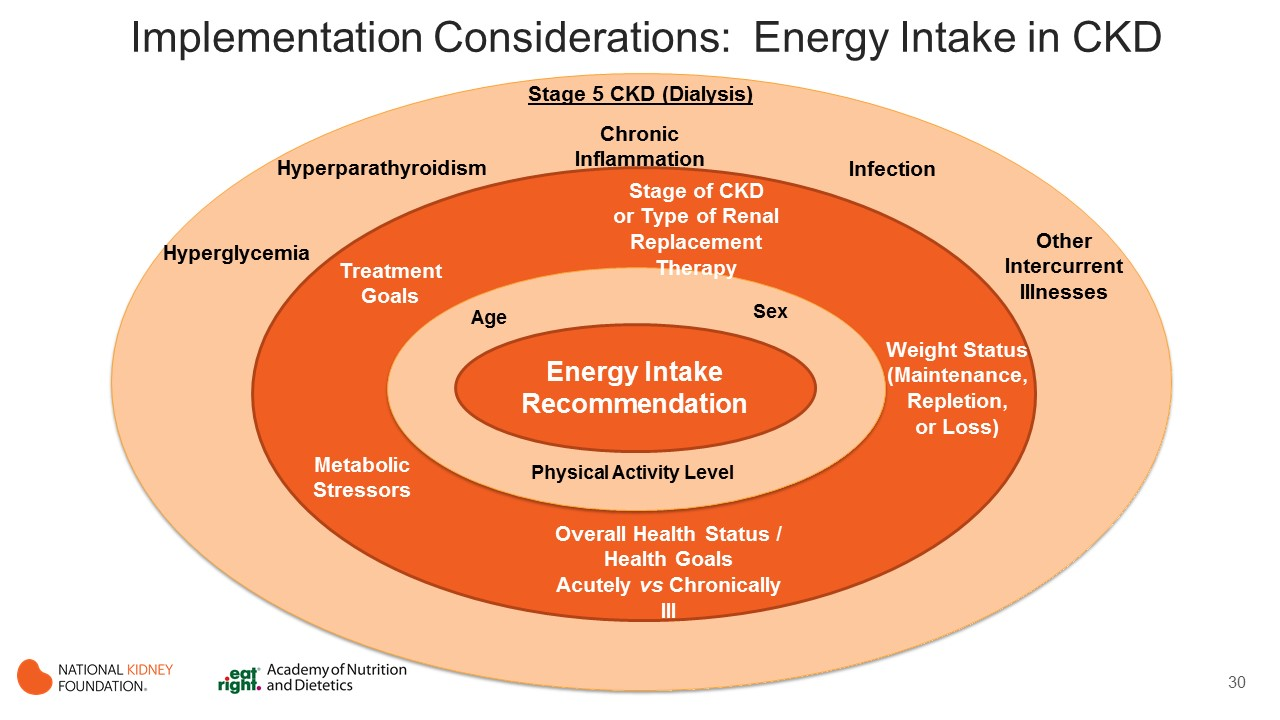 Implementation Considerations:  Energy Intake in CKD
Stage 5 CKD (Dialysis)
Chronic
Inflammation
Hyperparathyroidism
Infection
Hyperglycemia
Other
Intercurrent
Illnesses
Stage of CKD
or Type of Renal
Replacement
Therapy
Treatment
Goals
Age
Sex
Weight Status
(Maintenance,
Repletion,
or Loss)
Energy Intake
Recommendation
Metabolic
Stressors
Physical Activity Level
Overall Health Status /
Health Goals
Acutely vs Chronically
Ill
NATIONAL KIDNEY
FOUNDATION®
eat
right.
Academy of Nutrition
and Dietetics
30